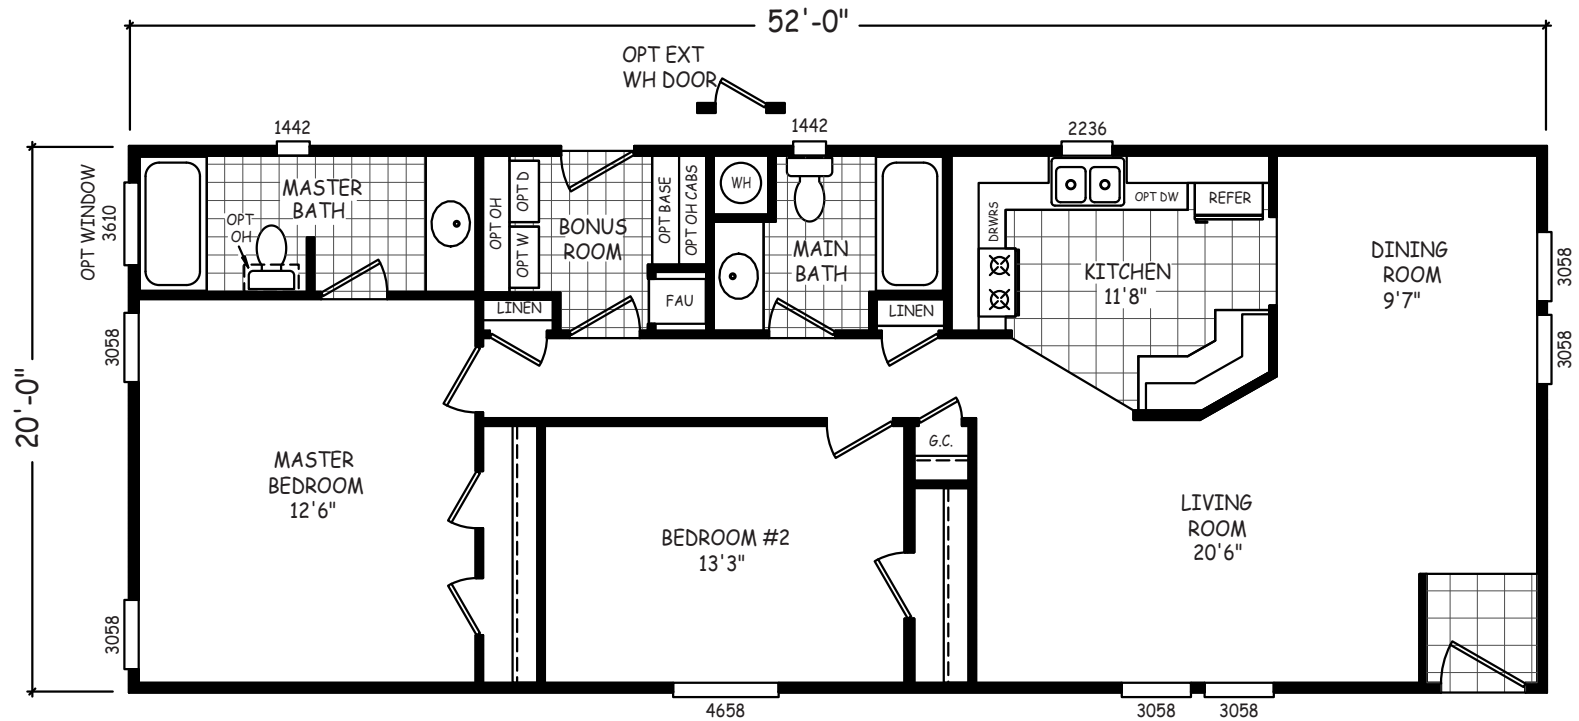 52'-0"
OPT EXT
WH DOOR
1442
1442
2236
OPT WINDOW
3610
MASTER
BATH
OPT
OH
OPT OH
OPT D
OPT W
BONUS
ROOM
OPT BASE
OPT OH CABS
WH
MAIN
BATH
DRWRS
OPT DW
REFER
KITCHEN
11'8"
DINING
ROOM
9'7"
3058
3058
LINEN
FAU
LINEN
3058
20'-0"
MASTER
BEDROOM
12'6"
G.C.
BEDROOM #2
13'3"
LIVING
ROOM
20'6"
3058
4658
3058
3058